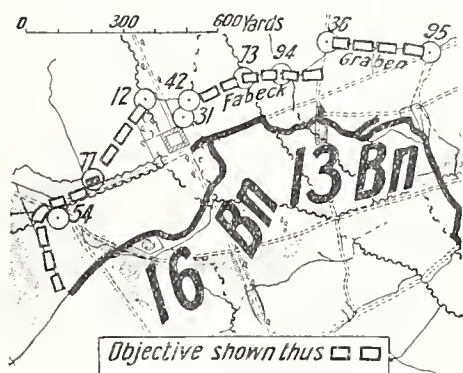 0 300 600 Yards
36
95
73
94
Graben
12
42
Fabeck
31
77
54
13 Bn
16 Bn
Objective shown thus